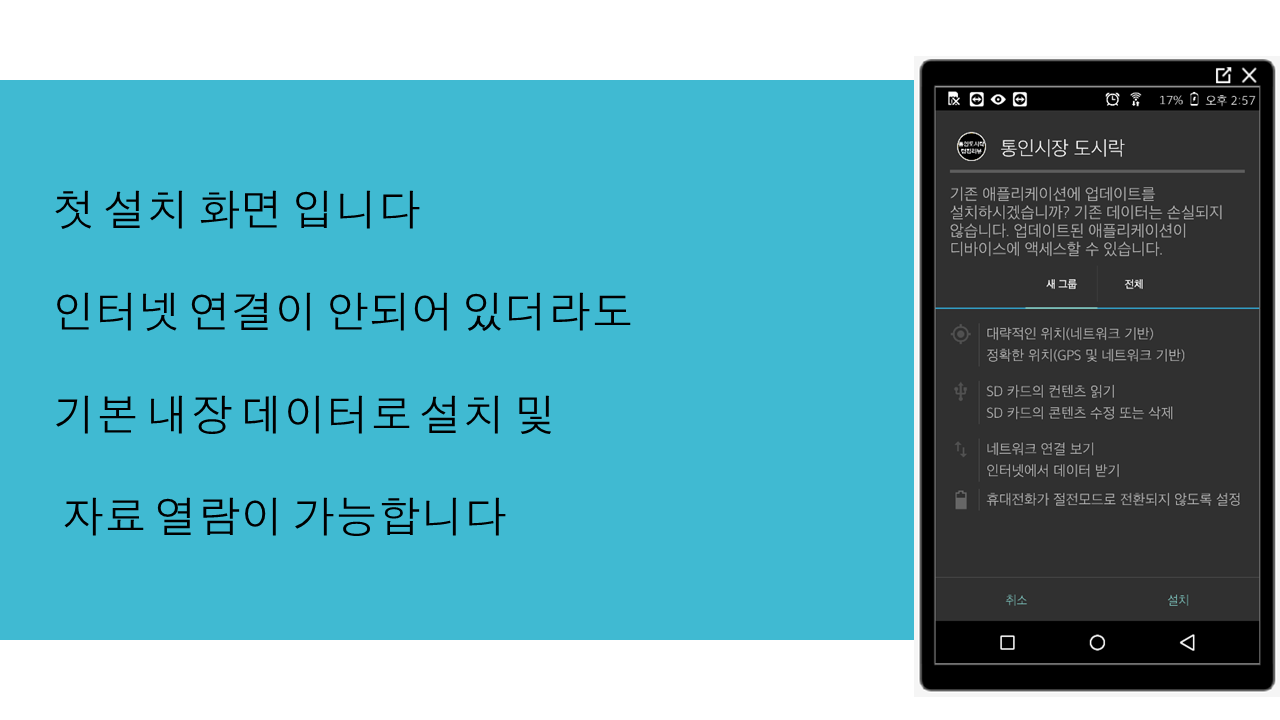 첫 설치 화면 입니다
인터넷 연결이 안되어 있더라도
기본 내장 데이터로 설치 및
자료 열람이 가능합니다
17% 오후 2:57
통인시장 도시락
기존 애플리케이션에 업데이트를
설치하시겠습니까? 기존 데이터는 손실되지
않습니다. 업데이트된 애플리케이션이
디바이스에 액세스할 수 있습니다.
새 그룹 전체
대략적인 위치(네트워크 기반)
정확한 위치(GPS 및 네트워크 기반)
SD 카드의 컨텐츠 읽기
SD 카드의 콘텐츠 수정 또는 삭제
네트워크 연결 보기
인터넷에서 데이터 받기
휴대전화가 절전모드로 전환되지 않도록 설정
취소 설치